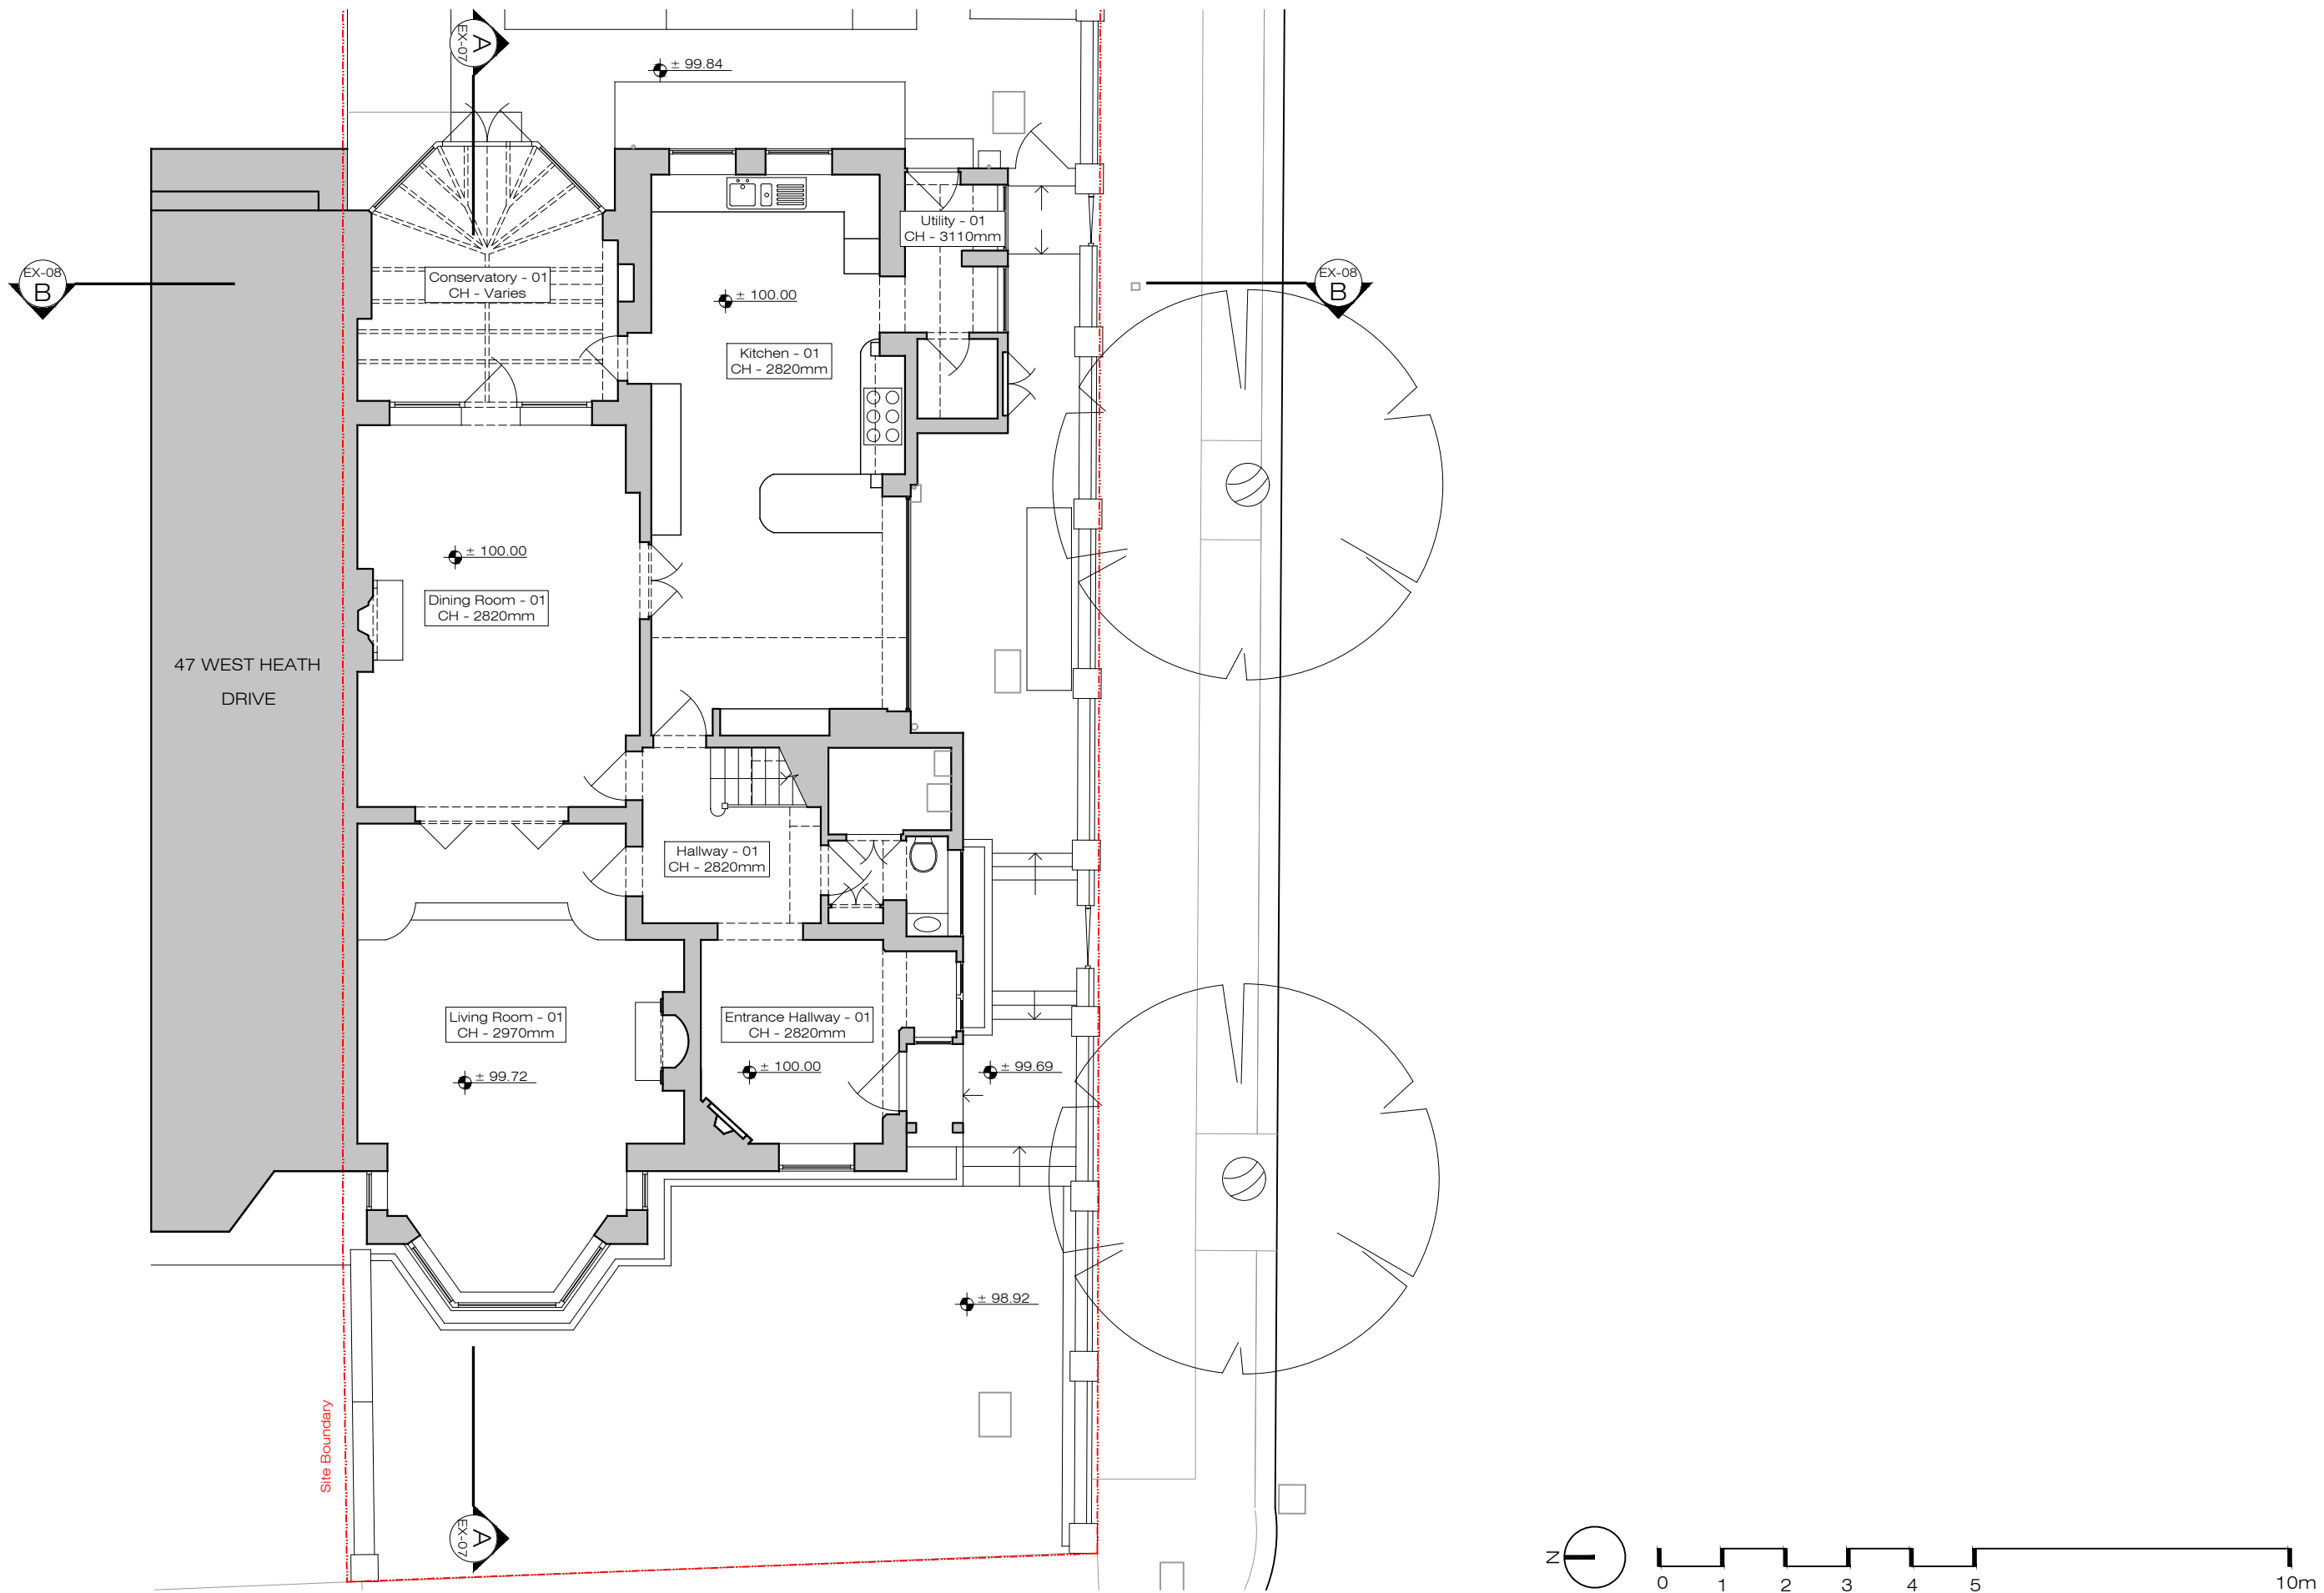 A
EX-07
± 99.84
Utility - 01
CH - 3110mm
EX-08
B
EX-08
B
Conservatory - 01
CH - Varies
± 100.00
Kitchen - 01
CH - 2820mm
± 100.00
Dining Room - 01
CH - 2820mm
47 WEST HEATH
DRIVE
Hallway - 01
CH - 2820mm
Living Room - 01
CH - 2970mm
Entrance Hallway - 01
CH - 2820mm
± 99.72
± 100.00
± 99.69
± 98.92
Site Boundary
A
EX-07
N
0 1 2 3 4 5 10m